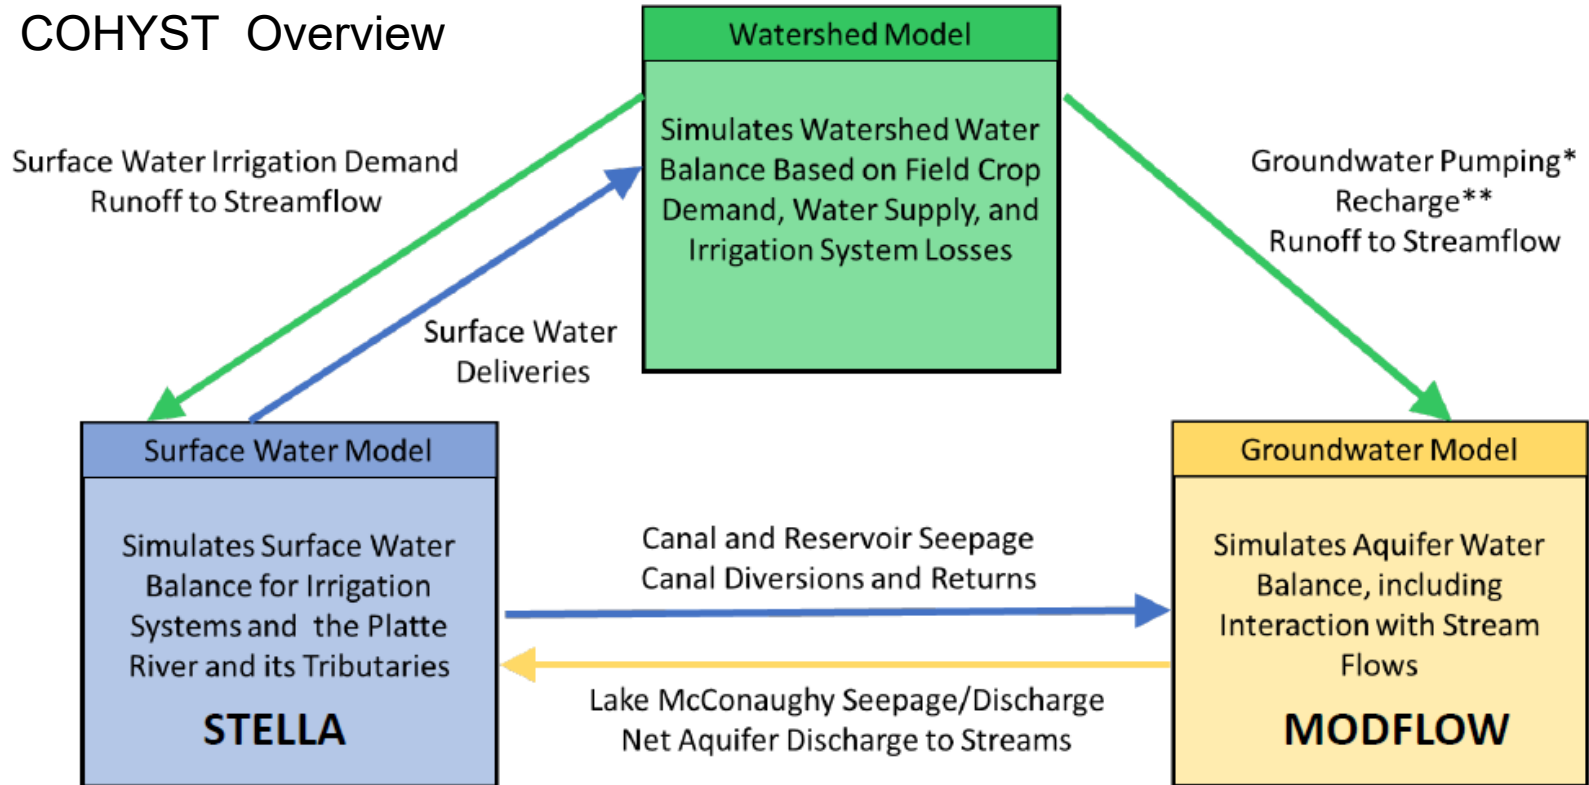 COHYST Overview
Watershed Model
Simulates Watershed Water
Balance Based on Field Crop
Demand, Water Supply, and
Irrigation System Losses
Surface Water Irrigation Demand
Runoff to Streamflow
Groundwater Pumping*
Recharge**
Runoff to Streamflow
Surface Water
Deliveries
Surface Water Model
Simulates Surface Water
Balance for Irrigation
Systems and the Platte
River and its Tributaries
STELLA
Canal and Reservoir Seepage
Canal Diversions and Returns
Lake McConaughy Seepage/Discharge
Net Aquifer Discharge to Streams
Groundwater Model
Simulates Aquifer Water
Balance, including
Interaction with Stream
Flows
MODFLOW